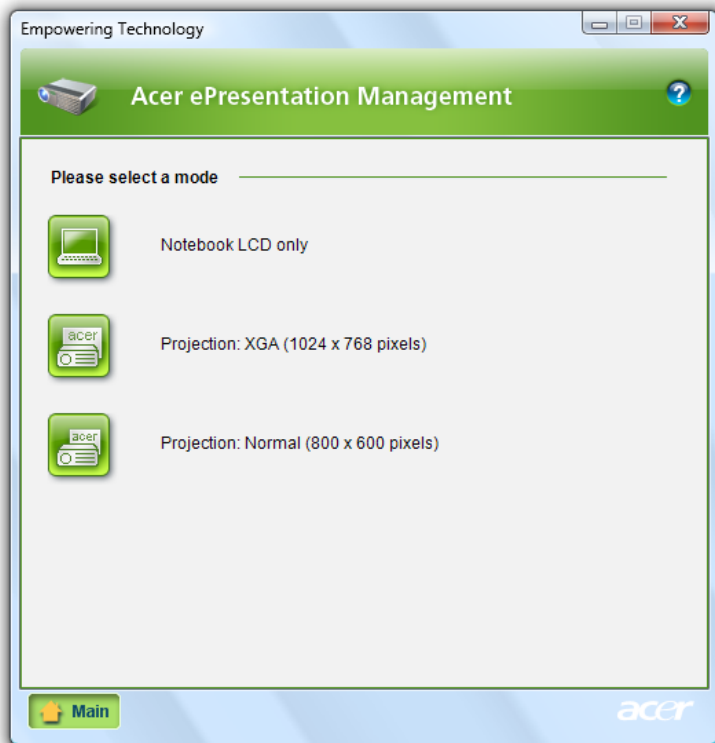 Empowering Technology
Acer ePresentation Management
?
Please select a mode
Notebook LCD only
acer
Projection: XGA (1024 x 768 pixels)
acer
Projection: Normal (800 x 600 pixels)
Main
acer